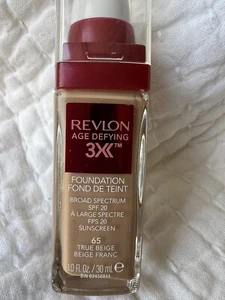 REVLON
AGE DEFYING
3X™
FOUNDATION
FOND DE TEINT
BROAD SPECTRUM
SPF 20
À LARGE SPECTRE
FPS 20
SUNSCREEN
65
TRUE BEIGE
BEIGE FRANC
1.0 fl. oz. / 30 ml e